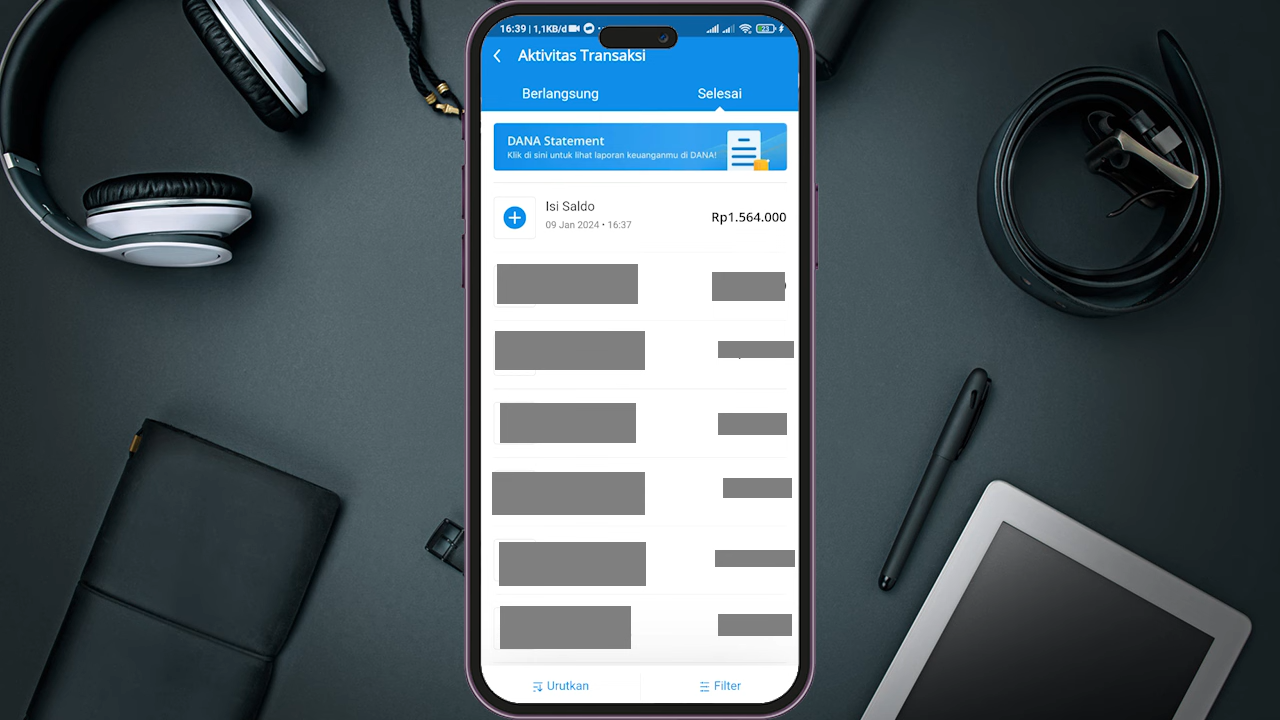 16:39 | 1,1KB/d
23
Aktivitas Transaksi
Berlangsung
Selesai
DANA Statement
Klik di sini untuk lihat laporan keuanganmu di DANA!
Isi Saldo
Rp1.564.000
09 Jan 2024 • 16:37
Urutkan
Filter